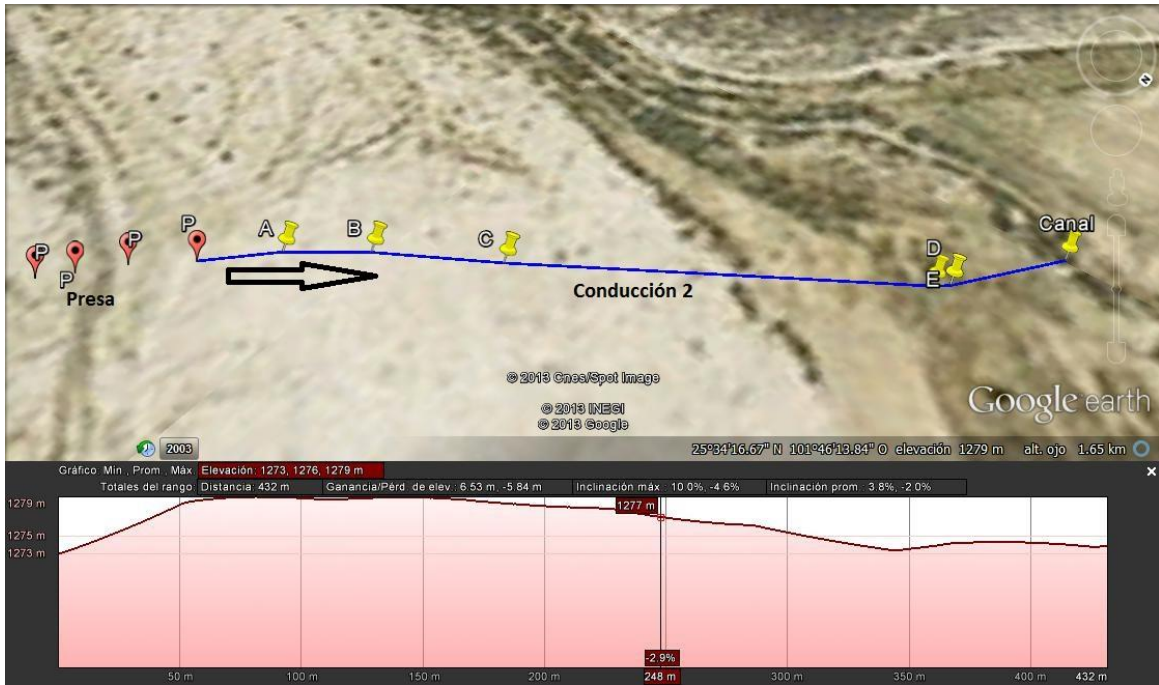 P
P
P
P
Presa
A
B
C
D
E
Canal
Conducción 2
N
© 2013 Cnes/Spot Image
© 2013 INEGI
© 2013 Google
Google earth
2003
25°34'16.67" N 101°46'13.84" O elevación 1279 m alt. ojo 1.65 km
Gráfico Mín., Prom., Máx. Elevación: 1273, 1276, 1279 m
Totales del rango: Distancia: 432 m Ganancia/Pérd. de elev.: 6.53 m, -5.84 m Inclinación máx.: 10.0%, -4.6% Inclinación prom.: 3.8%, -2.0%
1279 m
1277 m
1275 m
1273 m
-2.9%
50 m 100 m 150 m 200 m 248 m 300 m 350 m 400 m 432 m